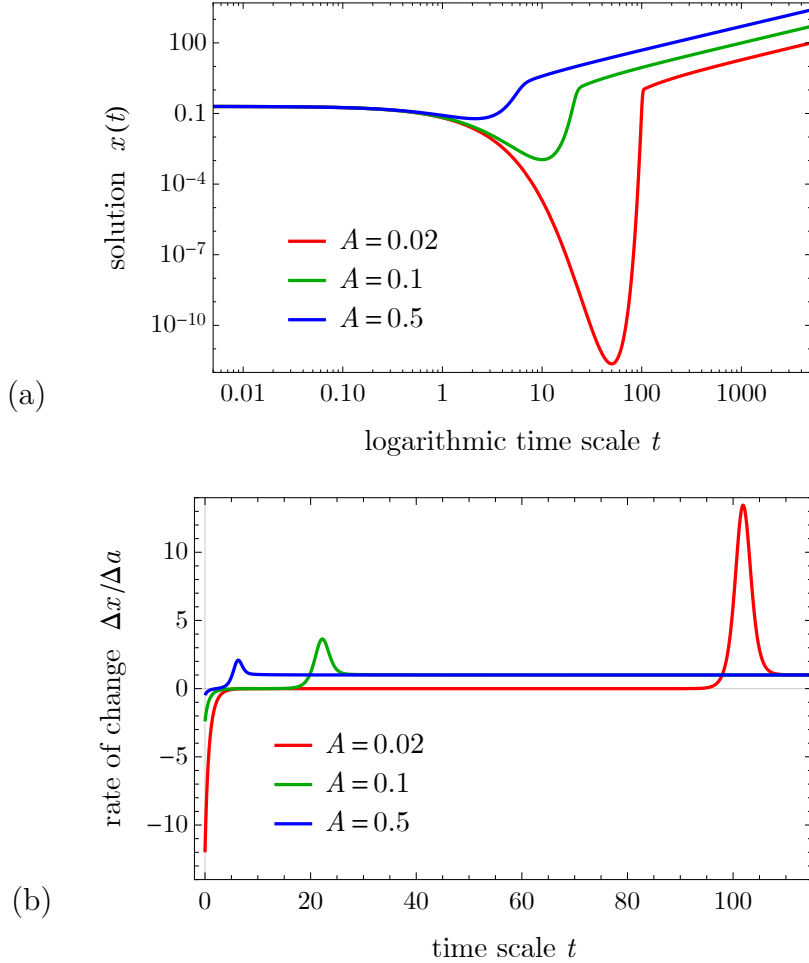 solution x(t)
100
0.1
10⁻⁴
10⁻⁷
10⁻¹⁰
A = 0.02
A = 0.1
A = 0.5
0.01 0.10 1 10 100 1000
(a)
logarithmic time scale t
rate of change Δx/Δa
10
5
0
−5
−10
A = 0.02
A = 0.1
A = 0.5
0 20 40 60 80 100
(b)
time scale t